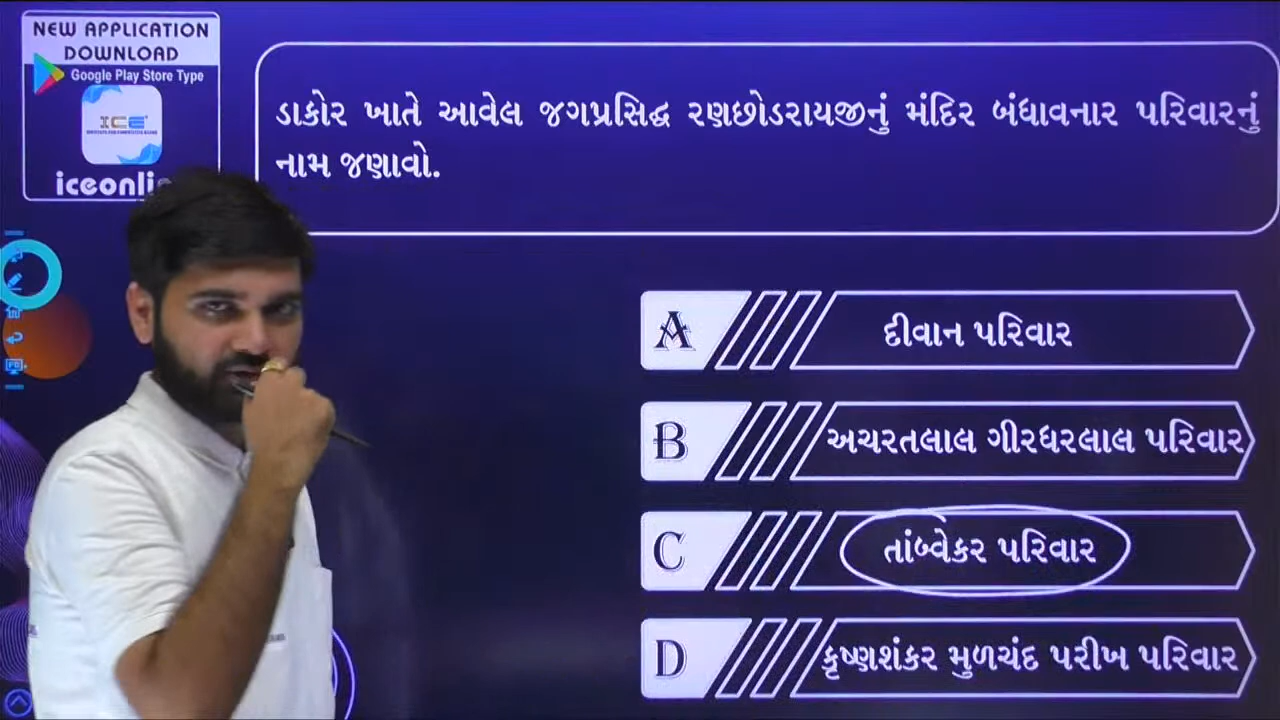 NEW APPLICATION
DOWNLOAD
Google Play Store Type
ICE
iceonli
ડાકોર ખાતે આવેલ જગપ્રસિદ્ધ રણછોડરાયજીનું મંદિર બંધાવનાર પરિવારનું
નામ જણાવો.
A દીવાન પરિવાર
B અચરતલાલ ગીરધરલાલ પરિવાર
C તાંબ્વેકર પરિવાર
D કૃષ્ણશંકર મુળચંદ પરીખ પરિવાર